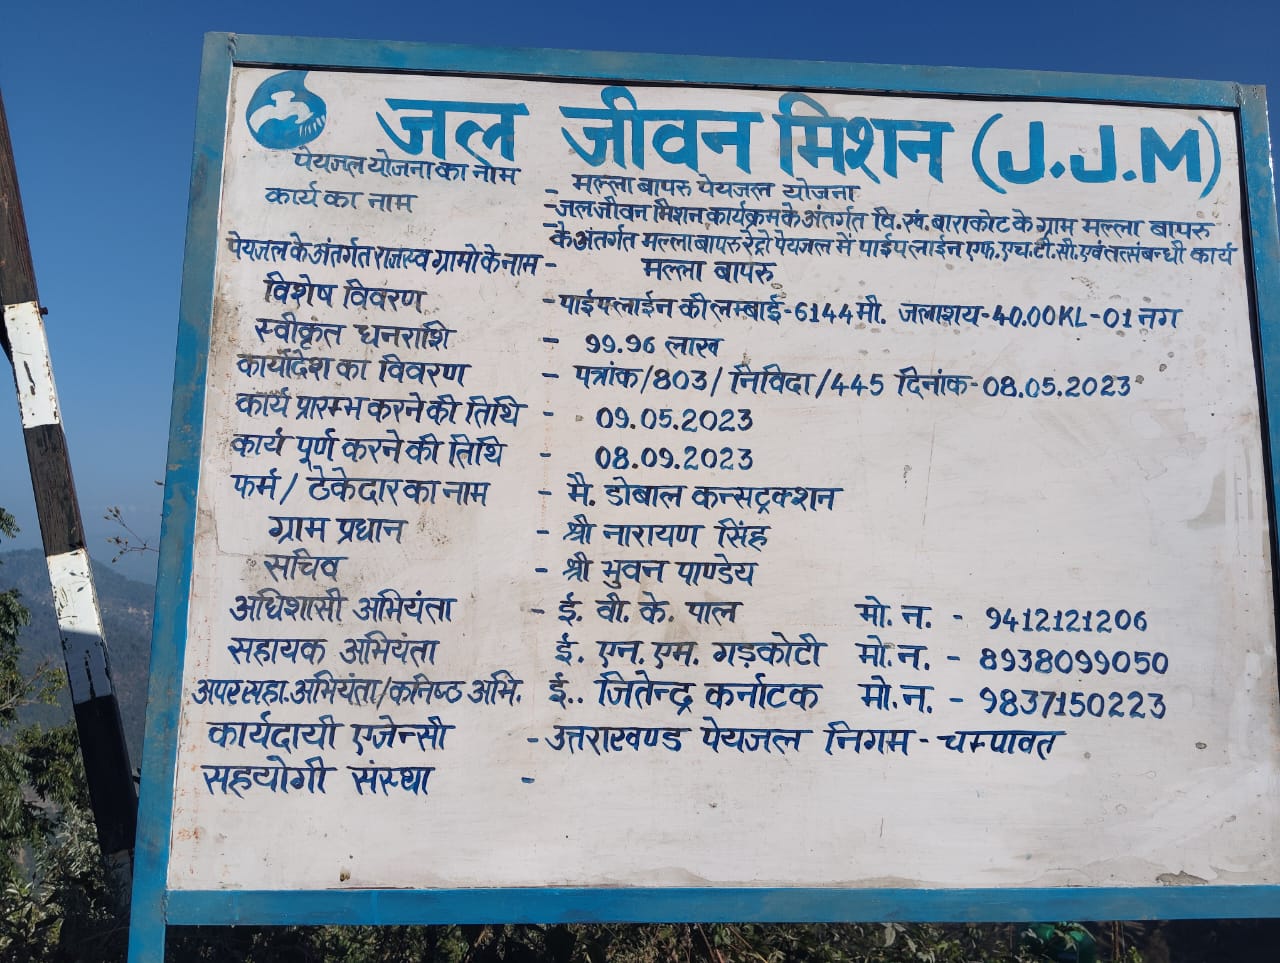 जल जीवन मिशन (J.J.M)
पेयजल योजना का नाम - मल्ला बापरु पेयजल योजना
कार्य का नाम - जल जीवन मिशन कार्यक्रम के अंतर्गत वि.खं. बाराकोट के ग्राम मल्ला बापरु
के अंतर्गत मल्ला बापरु रेट्रो पेयजल में पाईप लाईन एफ.एच.टी.सी. एवं तत्संबन्धी कार्य
पेयजल के अंतर्गत राजस्व ग्रामो के नाम - मल्ला बापरु
विशेष विवरण - पाईप लाईन की लम्बाई - 6144 मी. जलाशय - 40.00 KL - 01 नग
स्वीकृत धनराशि - 99.96 लाख
कार्यादेश का विवरण - पत्रांक/803/ निविदा/445 दिनांक - 08.05.2023
कार्य प्रारम्भ करने की तिथि - 09.05.2023
कार्य पूर्ण करने की तिथि - 08.09.2023
फर्म/ ठेकेदार का नाम - मै. डोबाल कन्सट्रक्शन
ग्राम प्रधान - श्री नारायण सिंह
सचिव - श्री भुवन पाण्डेय
अधिशासी अभियंता - ई. वी. के. पाल मो. न. - 9412121206
सहायक अभियंता ई. एन. एम. गड़कोटी मो. न. - 8938099050
अपर सहा. अभियंता/कनिष्ठ अभि. ई.. जितेन्द्र कर्नाटक मो. न. - 9837150223
कार्यदायी एजेन्सी - उत्तराखण्ड पेयजल निगम - चम्पावत
सहयोगी संस्था -